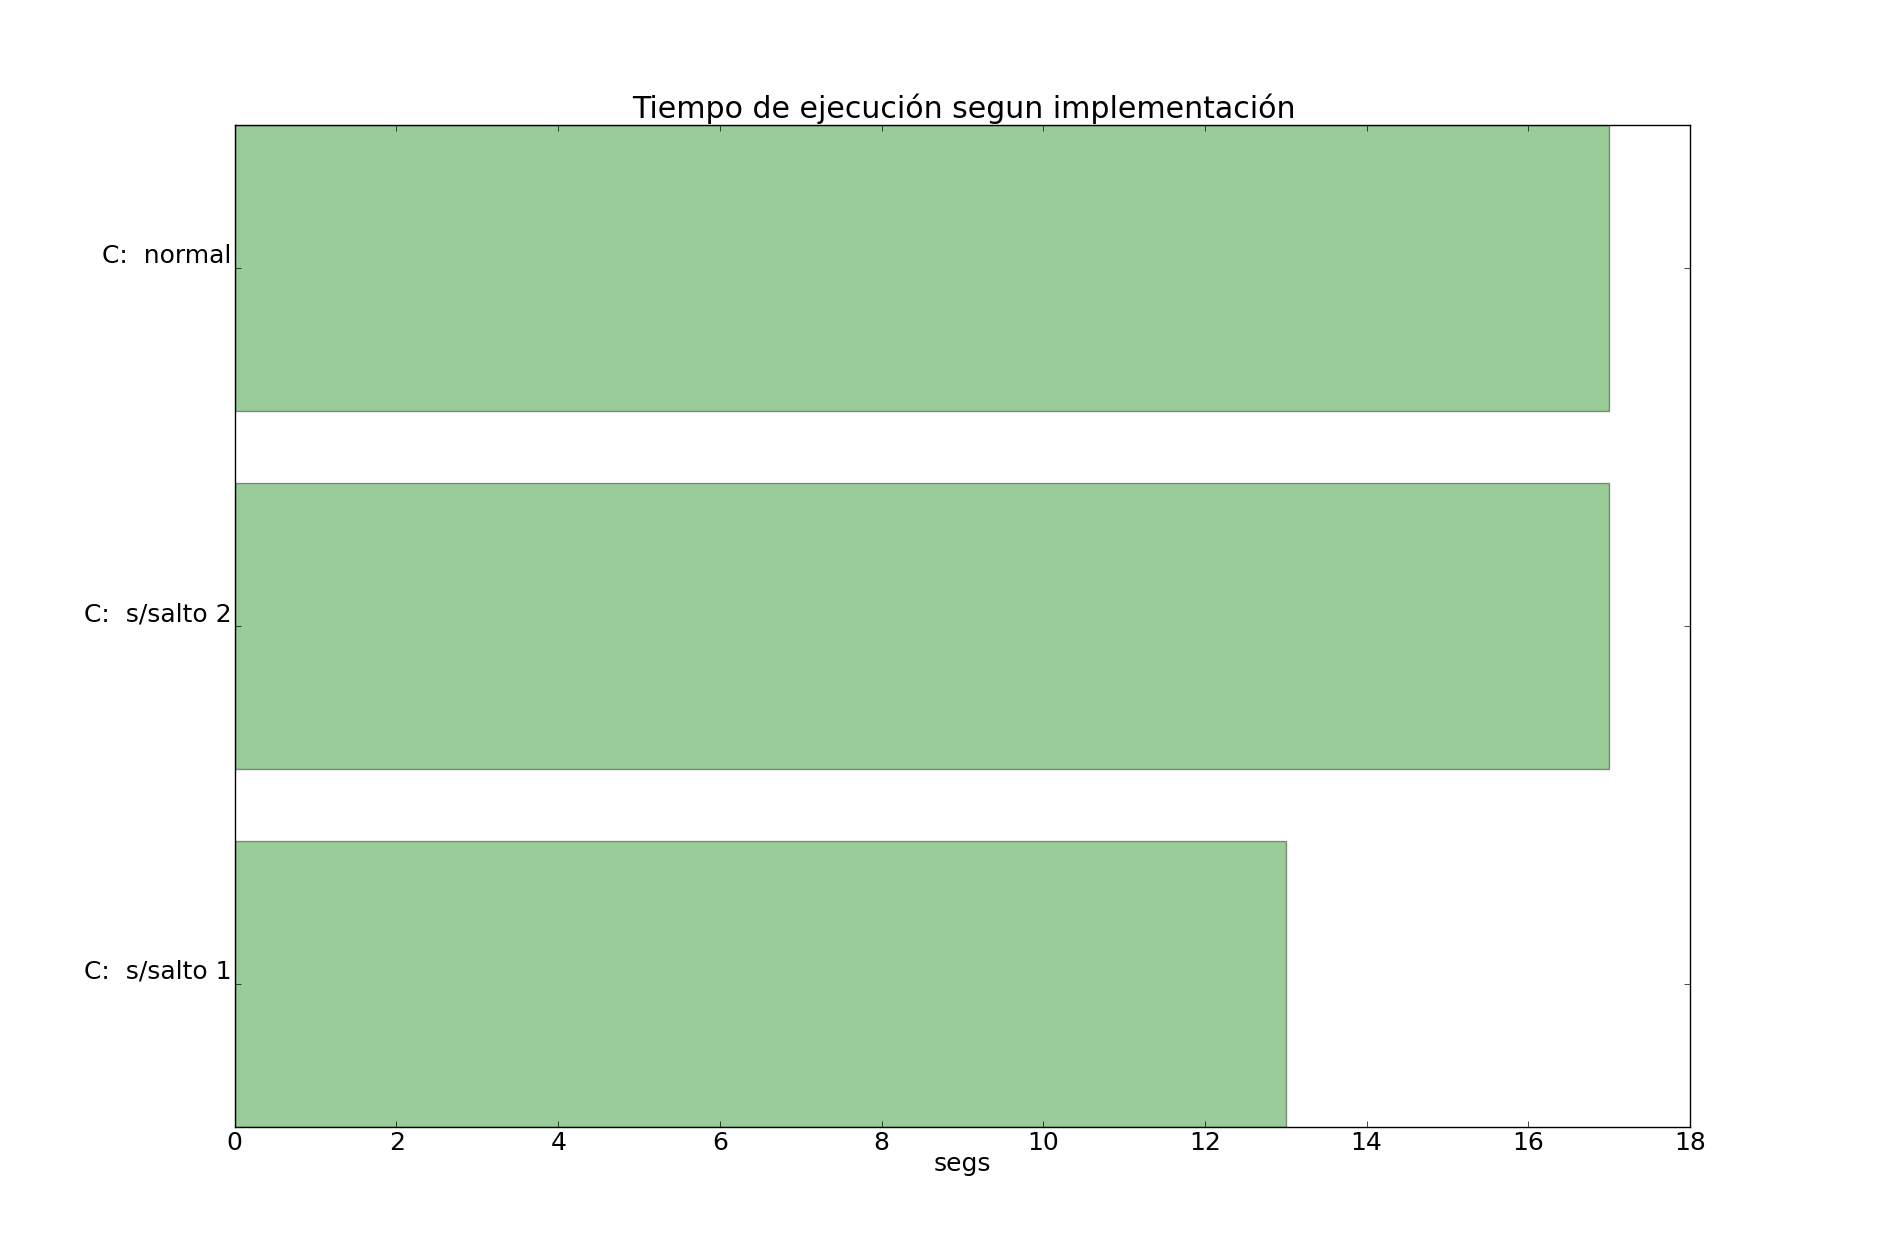 Tiempo de ejecución segun implementación
C:  normal
C:  s/salto 2
C:  s/salto 1
0 2 4 6 8 10 12 14 16 18
segs